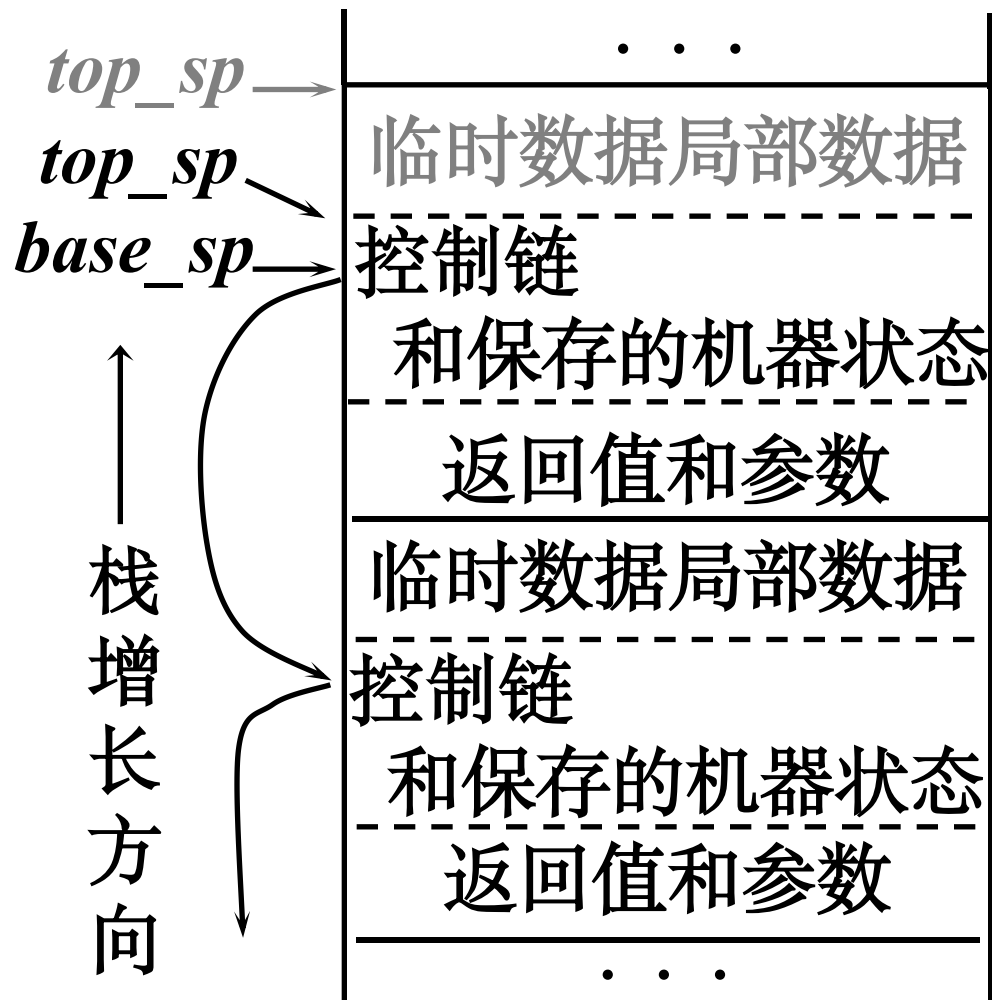 · · ·
top_sp
临时数据局部数据
top_sp
base_sp
控制链
和保存的机器状态
返回值和参数
临时数据局部数据
控制链
和保存的机器状态
返回值和参数
· · ·
栈增长方向